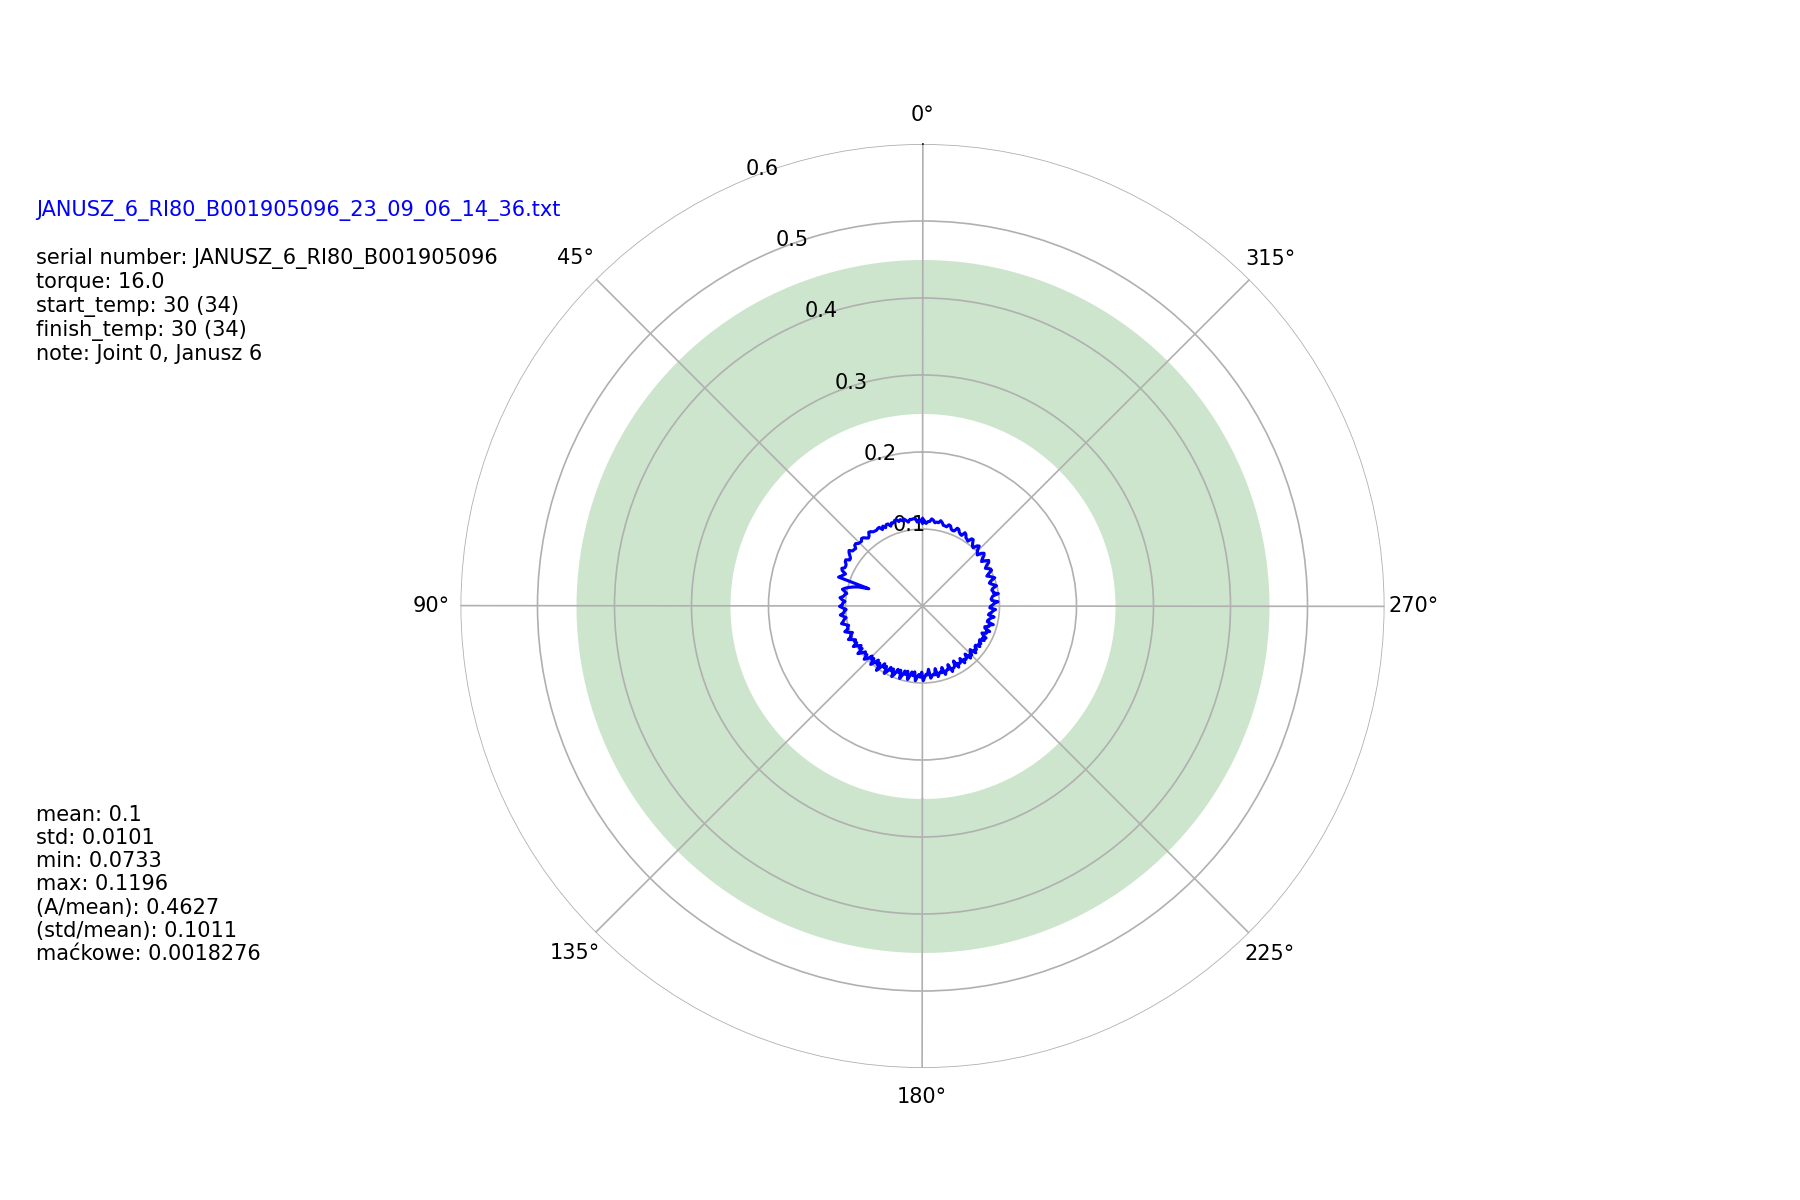 0°
0.6
JANUSZ_6_RI80_B001905096_23_09_06_14_36.txt
0.5
serial number: JANUSZ_6_RI80_B001905096
45°
315°
torque: 16.0
start_temp: 30 (34)
0.4
finish_temp: 30 (34)
note: Joint 0, Janusz 6
0.3
0.2
0.1
90°
270°
mean: 0.1
std: 0.0101
min: 0.0733
max: 0.1196
(A/mean): 0.4627
(std/mean): 0.1011
maćkowe: 0.0018276
135°
225°
180°